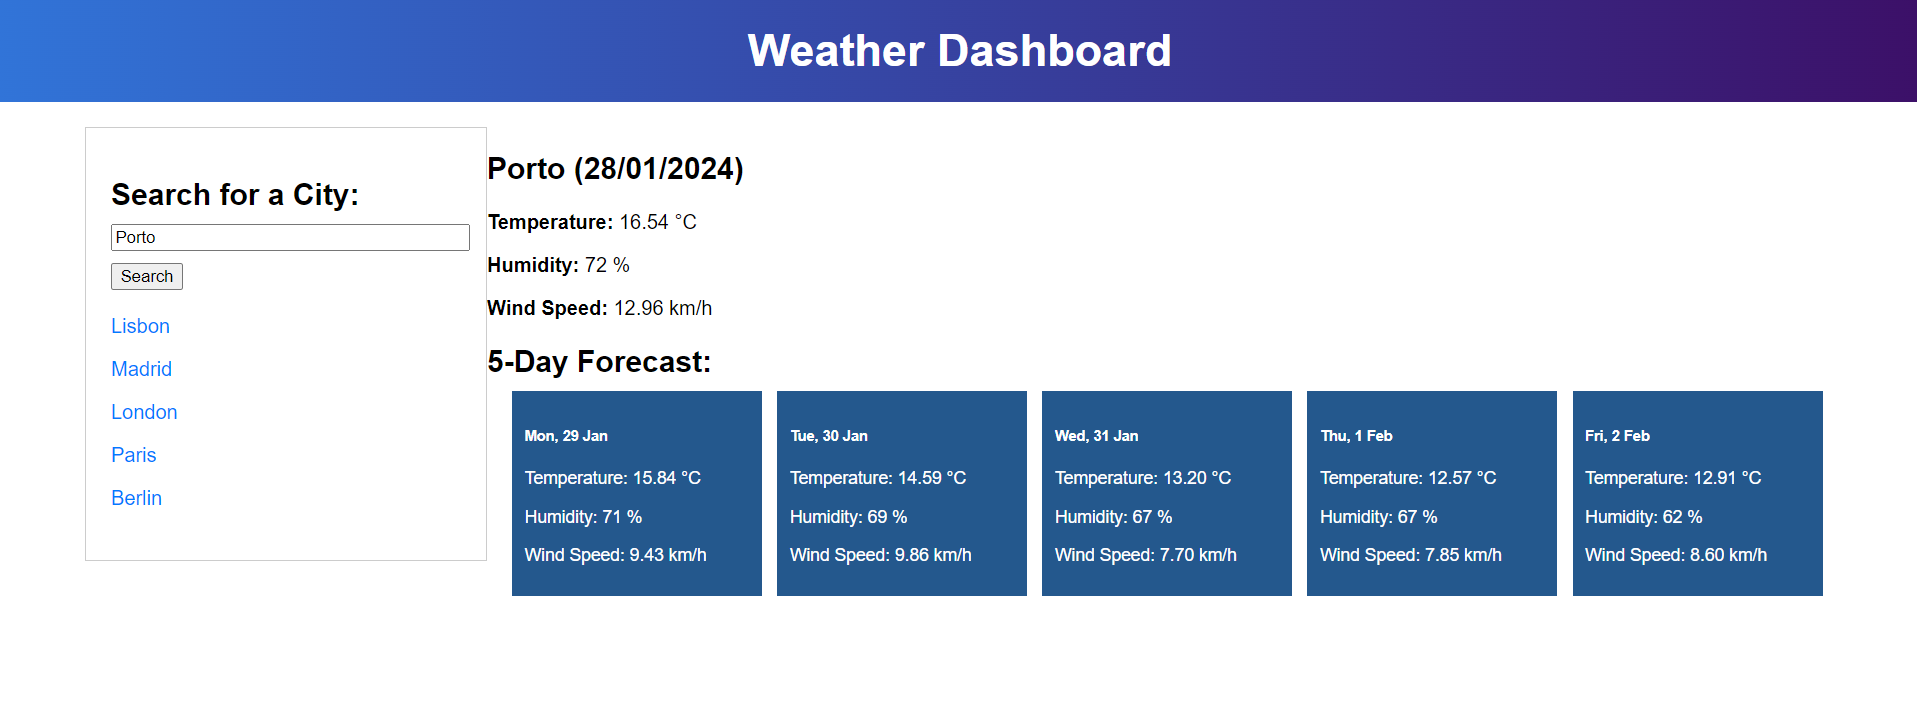 Weather Dashboard
Search for a City:
Porto
Search
Lisbon
Madrid
London
Paris
Berlin
Porto (28/01/2024)
Temperature: 16.54 °C
Humidity: 72 %
Wind Speed: 12.96 km/h
5-Day Forecast:
Mon, 29 Jan
Temperature: 15.84 °C
Humidity: 71 %
Wind Speed: 9.43 km/h
Tue, 30 Jan
Temperature: 14.59 °C
Humidity: 69 %
Wind Speed: 9.86 km/h
Wed, 31 Jan
Temperature: 13.20 °C
Humidity: 67 %
Wind Speed: 7.70 km/h
Thu, 1 Feb
Temperature: 12.57 °C
Humidity: 67 %
Wind Speed: 7.85 km/h
Fri, 2 Feb
Temperature: 12.91 °C
Humidity: 62 %
Wind Speed: 8.60 km/h